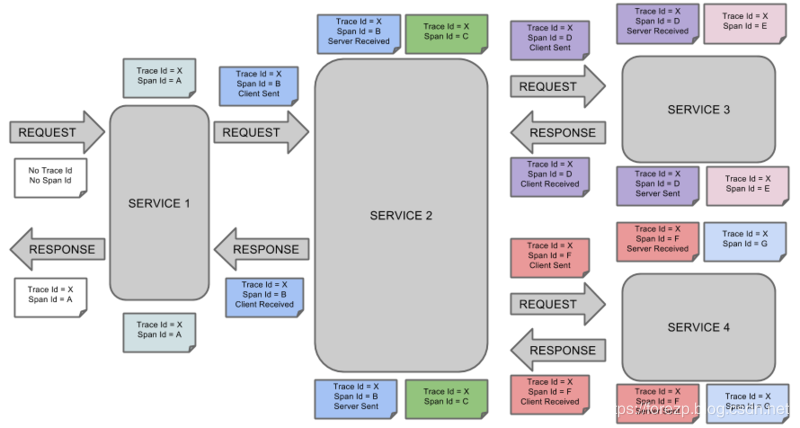 Trace Id = X
Span Id = B
Server Received
Trace Id = X
Span Id = C
Trace Id = X
Span Id = D
Client Sent
Trace Id = X
Span Id = D
Server Received
Trace Id = X
Span Id = E
Trace Id = X
Span Id = A
Trace Id = X
Span Id = B
Client Sent
REQUEST
REQUEST
REQUEST
SERVICE 3
RESPONSE
No Trace Id
No Span Id
Trace Id = X
Span Id = D
Client Received
Trace Id = X
Span Id = D
Server Sent
Trace Id = X
Span Id = E
SERVICE 1
SERVICE 2
RESPONSE
RESPONSE
Trace Id = X
Span Id = F
Client Sent
Trace Id = X
Span Id = F
Server Received
Trace Id = X
Span Id = G
Trace Id = X
Span Id = A
Trace Id = X
Span Id = B
Client Received
REQUEST
SERVICE 4
RESPONSE
Trace Id = X
Span Id = A
Trace Id = X
Span Id = B
Server Sent
Trace Id = X
Span Id = C
Trace Id = X
Span Id = F
Client Received
Trace Id = X
Span Id = F
Trace Id = X
Span Id = G